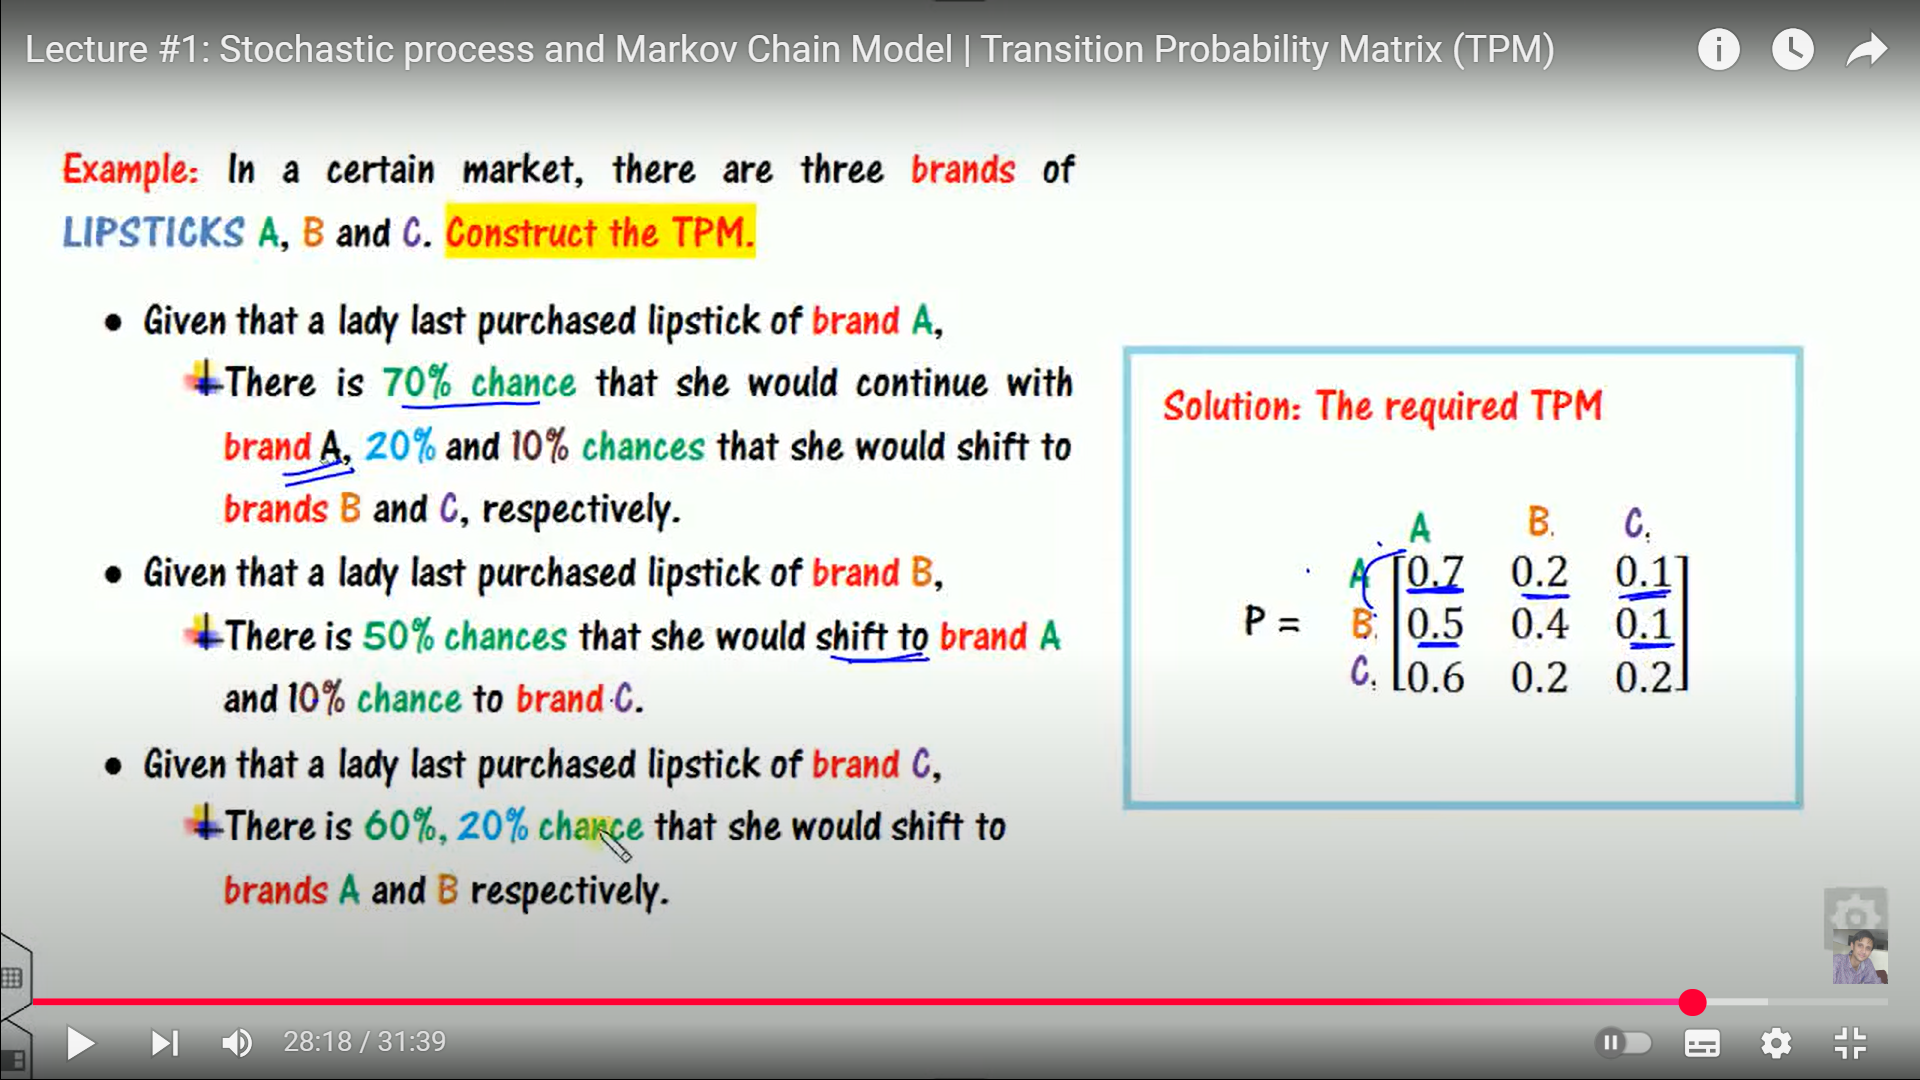 Lecture #1: Stochastic process and Markov Chain Model | Transition Probability Matrix (TPM)
Example: In a certain market, there are three brands of
LIPSTICKS A, B and C. Construct the TPM.
• Given that a lady last purchased lipstick of brand A,
There is 70% chance that she would continue with
brand A, 20% and 10% chances that she would shift to
brands B and C, respectively.
• Given that a lady last purchased lipstick of brand B,
There is 50% chances that she would shift to brand A
and 10% chance to brand C.
• Given that a lady last purchased lipstick of brand C,
There is 60%, 20% chance that she would shift to
brands A and B respectively.
Solution: The required TPM
A B C
A 0.7 0.2 0.1
P = B 0.5 0.4 0.1
C 0.6 0.2 0.2
28:18 / 31:39